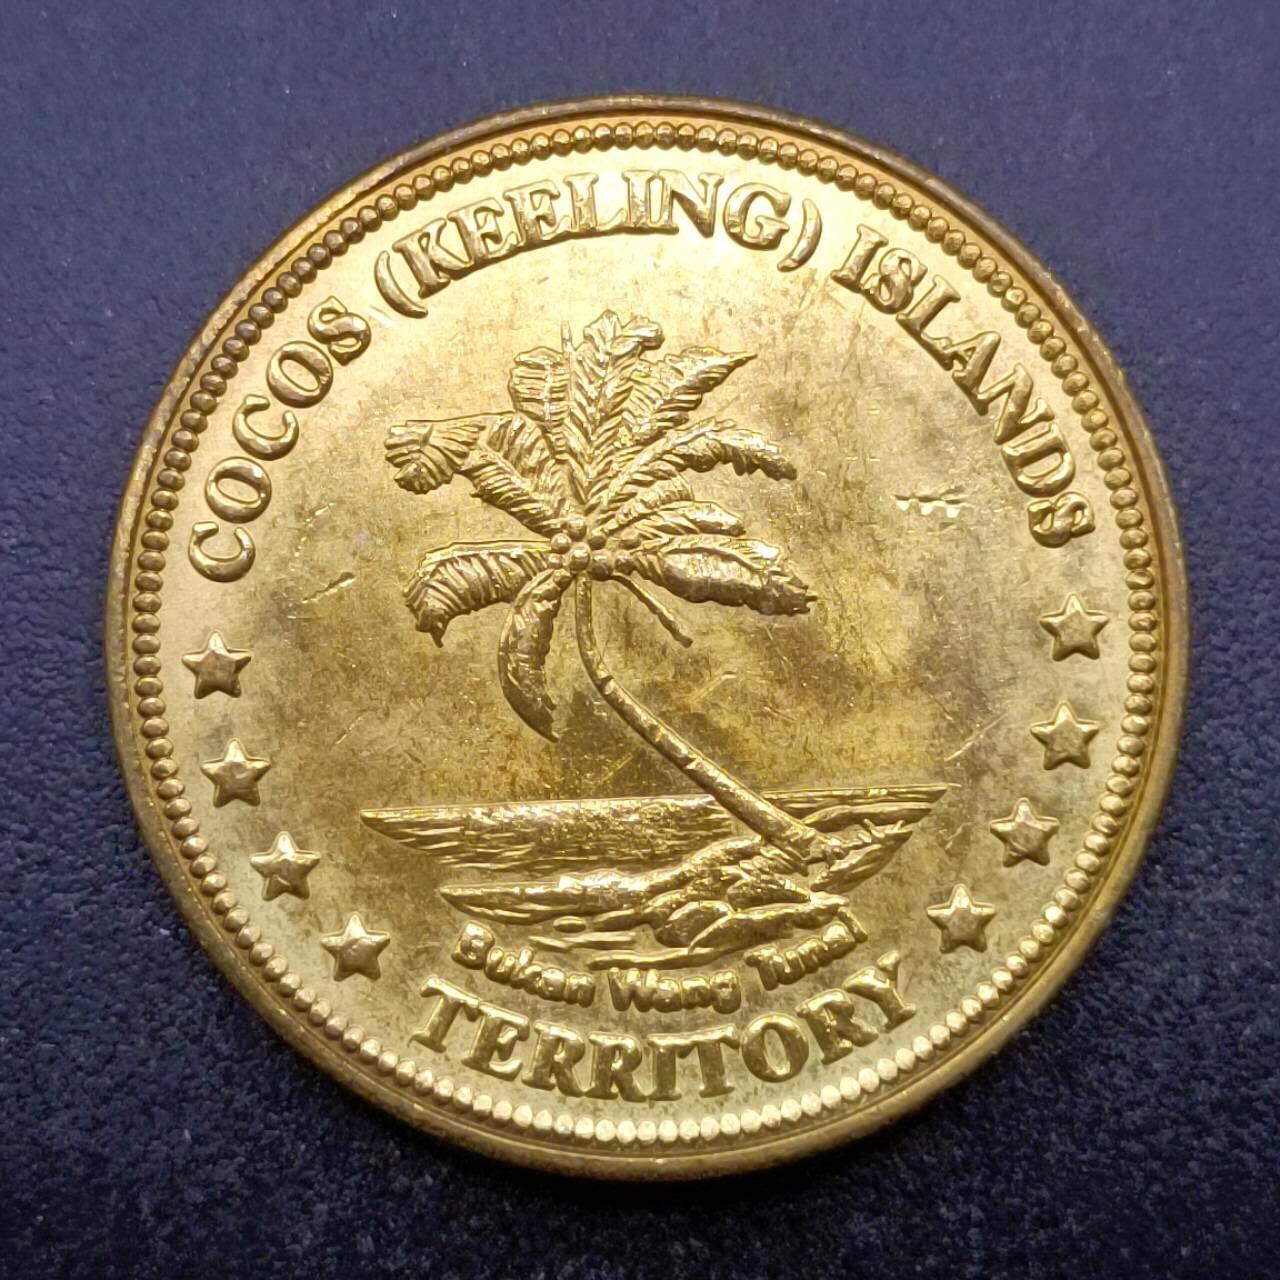 COCOS (KEELING) ISLANDS
Bukan Wang Tunai
TERRITORY